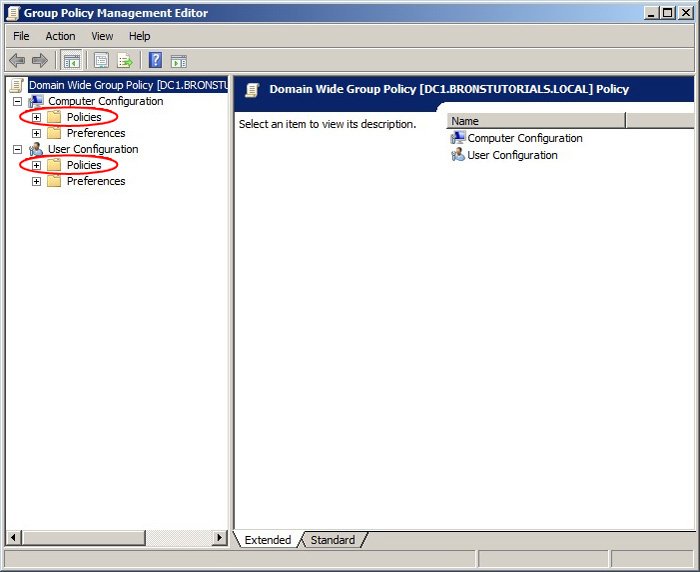 Group Policy Management Editor
File Action View Help
Domain Wide Group Policy [DC1.BRONSTU
Computer Configuration
Policies
Preferences
User Configuration
Policies
Preferences
Domain Wide Group Policy [DC1.BRONSTUTORIALS.LOCAL] Policy
Select an item to view its description.
Name
Computer Configuration
User Configuration
Extended Standard